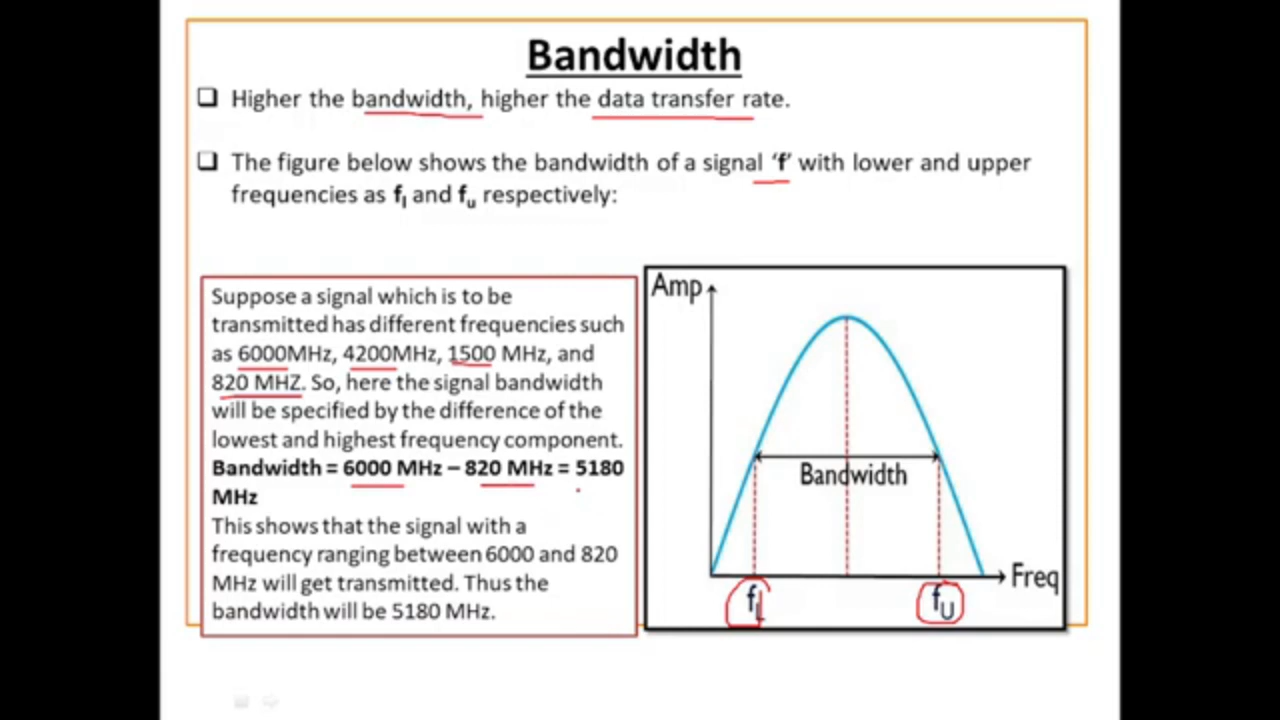 Bandwidth
❑ Higher the bandwidth, higher the data transfer rate.
❑ The figure below shows the bandwidth of a signal ‘f’ with lower and upper
frequencies as fl and fu respectively:
Suppose a signal which is to be
transmitted has different frequencies such
as 6000MHz, 4200MHz, 1500 MHz, and
820 MHZ. So, here the signal bandwidth
will be specified by the difference of the
lowest and highest frequency component.
Bandwidth = 6000 MHz – 820 MHz = 5180
MHz
This shows that the signal with a
frequency ranging between 6000 and 820
MHz will get transmitted. Thus the
bandwidth will be 5180 MHz.
Amp
Bandwidth
Freq
fL
fU